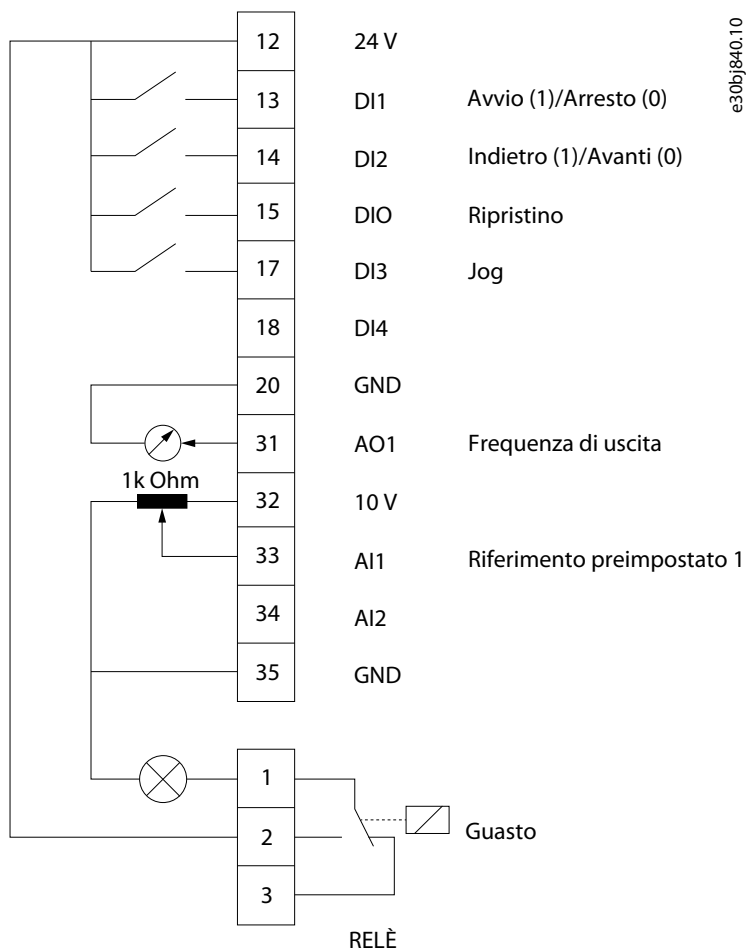 e30bj840.10
12 24 V
13 DI1 Avvio (1)/Arresto (0)
14 DI2 Indietro (1)/Avanti (0)
15 DIO Ripristino
17 DI3 Jog
18 DI4
20 GND
31 AO1 Frequenza di uscita
1k Ohm
32 10 V
33 AI1 Riferimento preimpostato 1
34 AI2
35 GND
1
2 Guasto
3
RELÈ